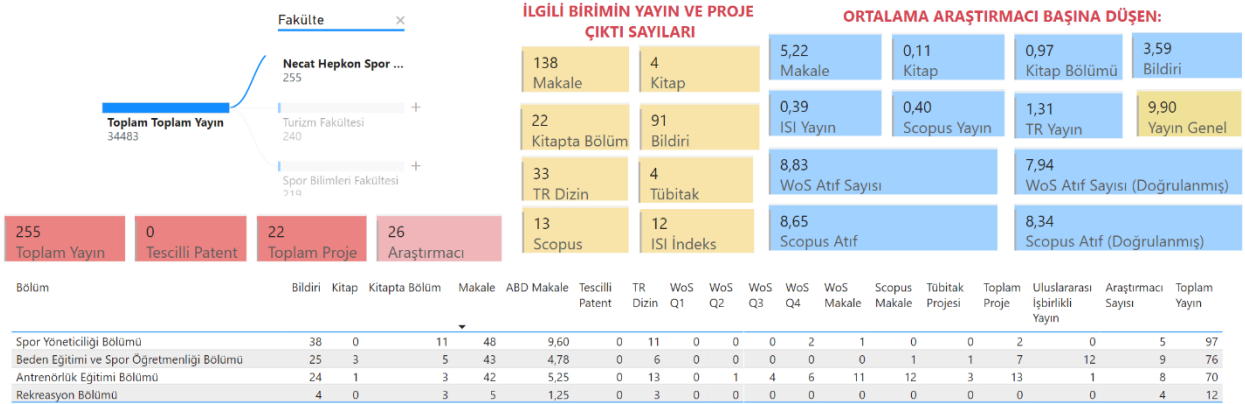 Fakülte ×
Necat Hepkon Spor ...
255
Toplam Toplam Yayın
34483
Turizm Fakültesi
240
Spor Bilimleri Fakültesi
219
255
Toplam Yayın
0
Tescilli Patent
22
Toplam Proje
26
Araştırmacı
İLGİLİ BİRİMİN YAYIN VE PROJE
ÇIKTI SAYILARI
138
Makale
4
Kitap
22
Kitapta Bölüm
91
Bildiri
33
TR Dizin
4
Tübitak
13
Scopus
12
ISI İndeks
ORTALAMA ARAŞTIRMACI BAŞINA DÜŞEN:
5,22
Makale
0,11
Kitap
0,97
Kitap Bölümü
3,59
Bildiri
0,39
ISI Yayın
0,40
Scopus Yayın
1,31
TR Yayın
9,90
Yayın Genel
8,83
WoS Atıf Sayısı
7,94
WoS Atıf Sayısı (Doğrulanmış)
8,65
Scopus Atıf
8,34
Scopus Atıf (Doğrulanmış)
Bölüm Bildiri Kitap Kitapta Bölüm Makale ABD Makale Tescilli Patent TR Dizin WoS Q1 WoS Q2 WoS Q3 WoS Q4 WoS Makale Scopus Makale Tübitak Projesi Toplam Proje Uluslararası İşbirlikli Yayın Araştırmacı Sayısı Toplam Yayın
Spor Yöneticiliği Bölümü 38 0 11 48 9,60 0 11 0 0 0 2 1 0 0 2 0 5 97
Beden Eğitimi ve Spor Öğretmenliği Bölümü 25 3 5 43 4,78 0 6 0 0 0 0 0 1 1 7 12 9 76
Antrenörlük Eğitimi Bölümü 24 1 3 42 5,25 0 13 0 1 4 6 11 12 3 13 1 8 70
Rekreasyon Bölümü 4 0 3 5 1,25 0 3 0 0 0 0 0 0 0 0 0 4 12